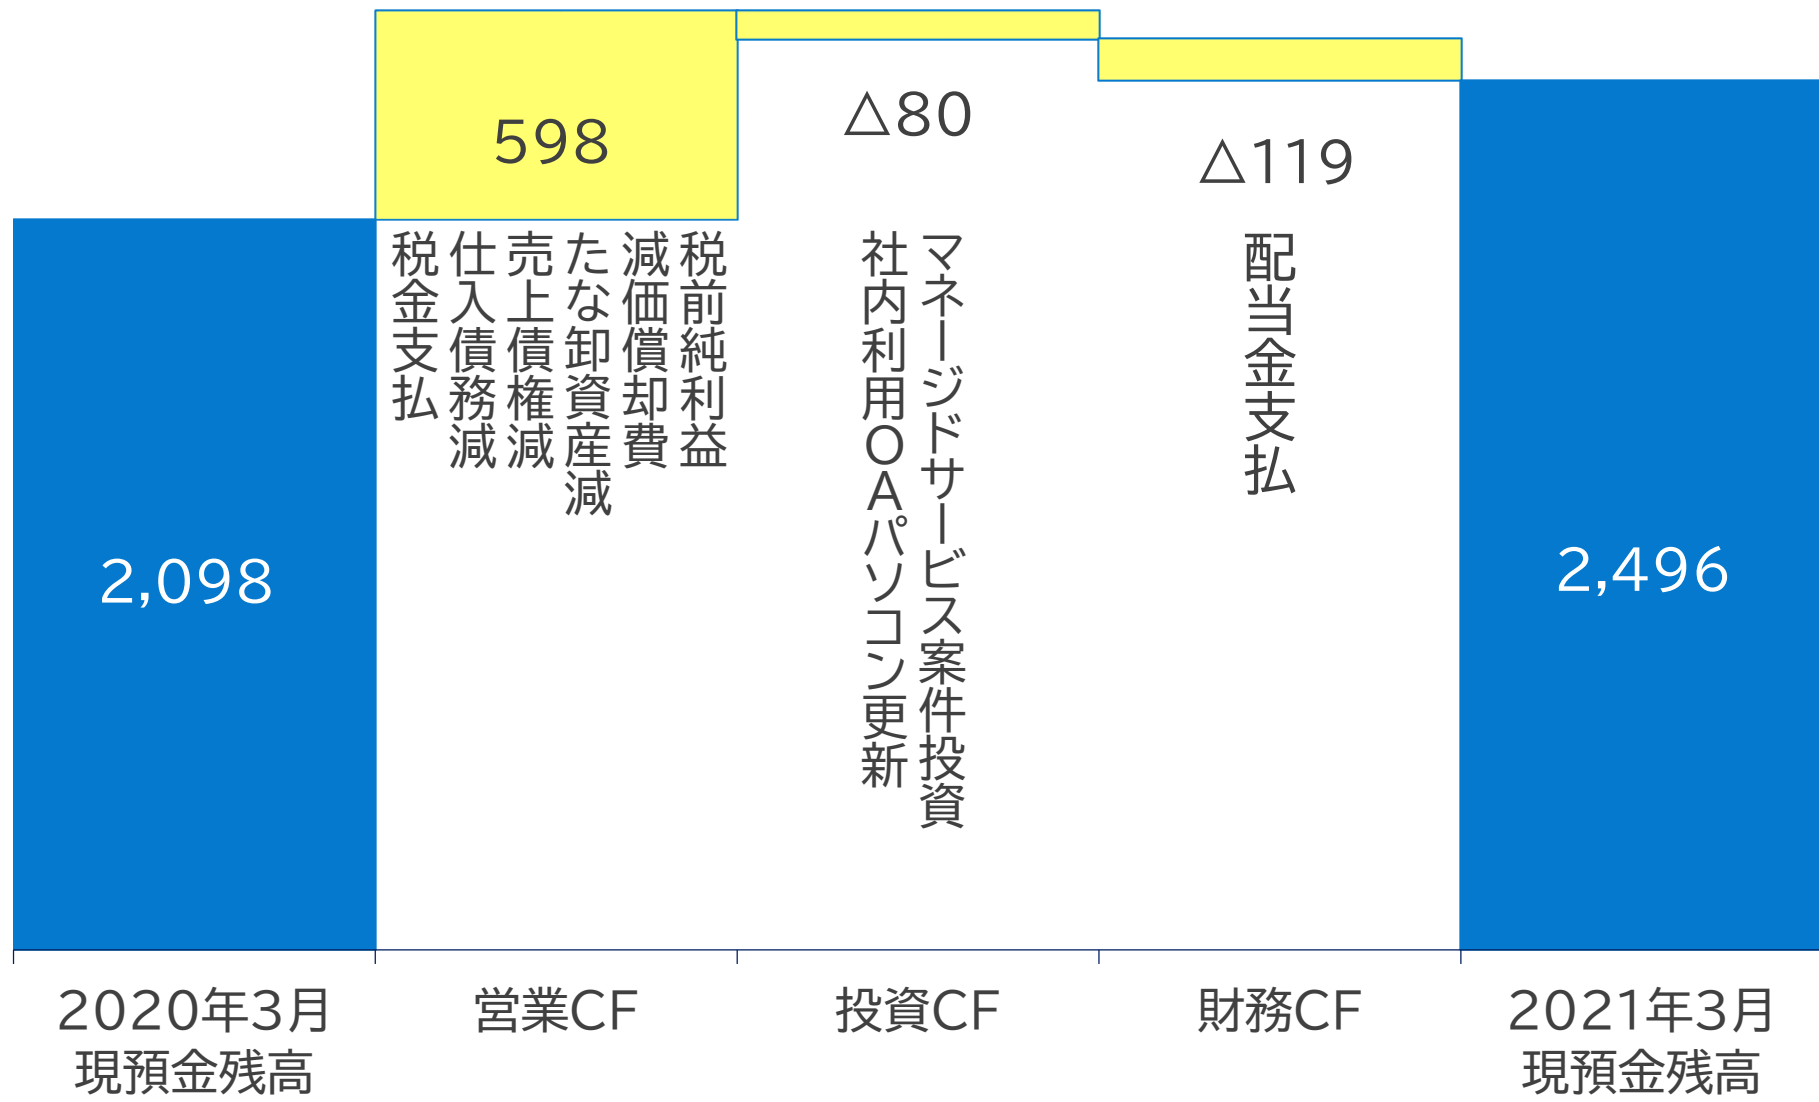 598
△80
△119
税前純利益
減価償却費
たな卸資産減
売上債権減
仕入債務減
税金支払
マネージドサービス案件投資
社内利用OAパソコン更新
配当金支払
2,098
2,496
2020年3月
現預金残高
営業CF
投資CF
財務CF
2021年3月
現預金残高